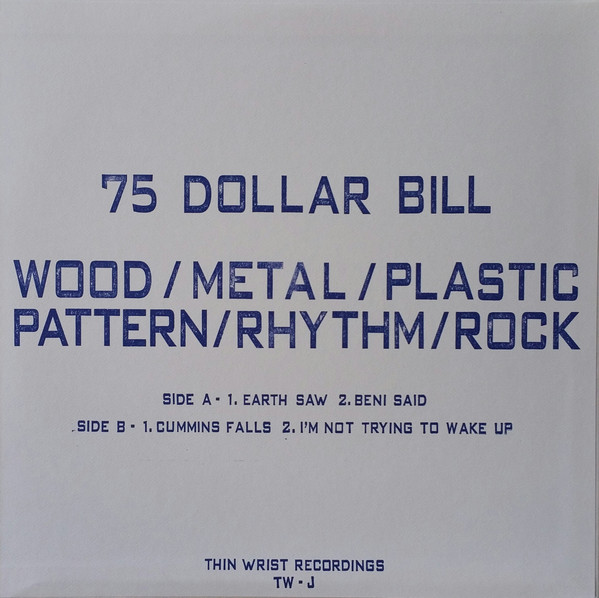 75 DOLLAR BILL
WOOD/METAL/PLASTIC
PATTERN/RHYTHM/ROCK
SIDE A - 1. EARTH SAW 2. BENI SAID
SIDE B - 1. CUMMINS FALLS 2. I'M NOT TRYING TO WAKE UP
THIN WRIST RECORDINGS
TW - J